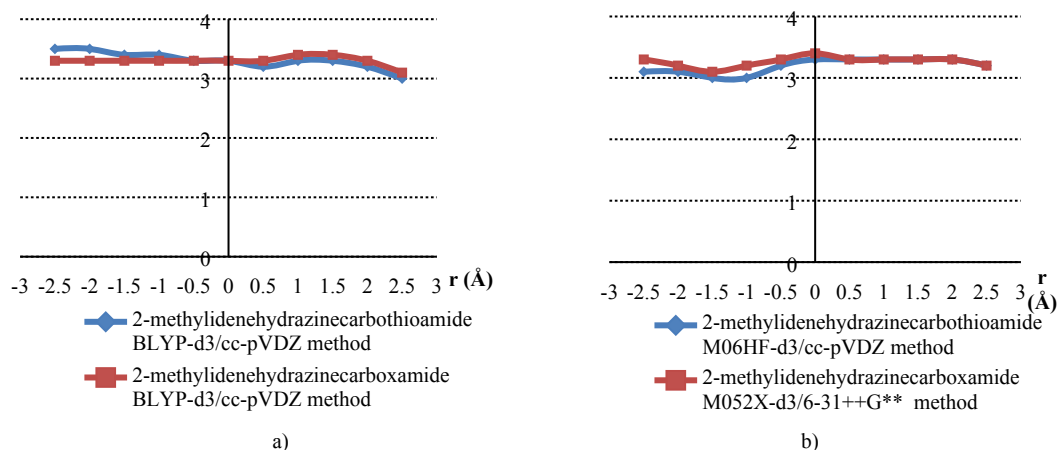 4
3
2
1
0
-3 -2.5 -2 -1.5 -1 -0.5 0 0.5 1 1.5 2 2.5 3
r (Å)
2-methylidenehydrazinecarbothioamide
BLYP-d3/cc-pVDZ method
2-methylidenehydrazinecarboxamide
BLYP-d3/cc-pVDZ method
a)
4
3
2
1
0
-3 -2.5 -2 -1.5 -1 -0.5 0 0.5 1 1.5 2 2.5 3
r
(Å)
2-methylidenehydrazinecarbothioamide
M06HF-d3/cc-pVDZ method
2-methylidenehydrazinecarboxamide
M052X-d3/6-31++G** method
b)